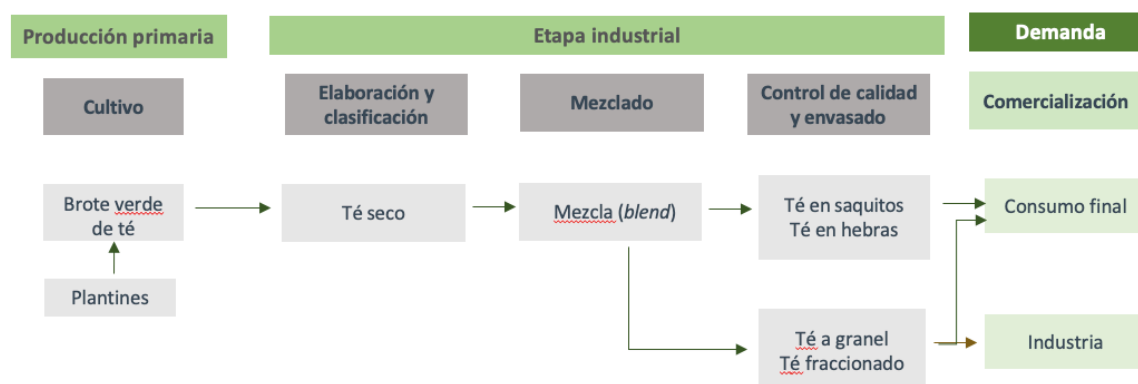 Producción primaria
Etapa industrial
Demanda
Cultivo
Elaboración y
clasificación
Mezclado
Control de calidad
y envasado
Comercialización
Brote verde
de té
Té seco
Mezcla (blend)
Té en saquitos
Té en hebras
Consumo final
Plantines
Té a granel
Té fraccionado
Industria